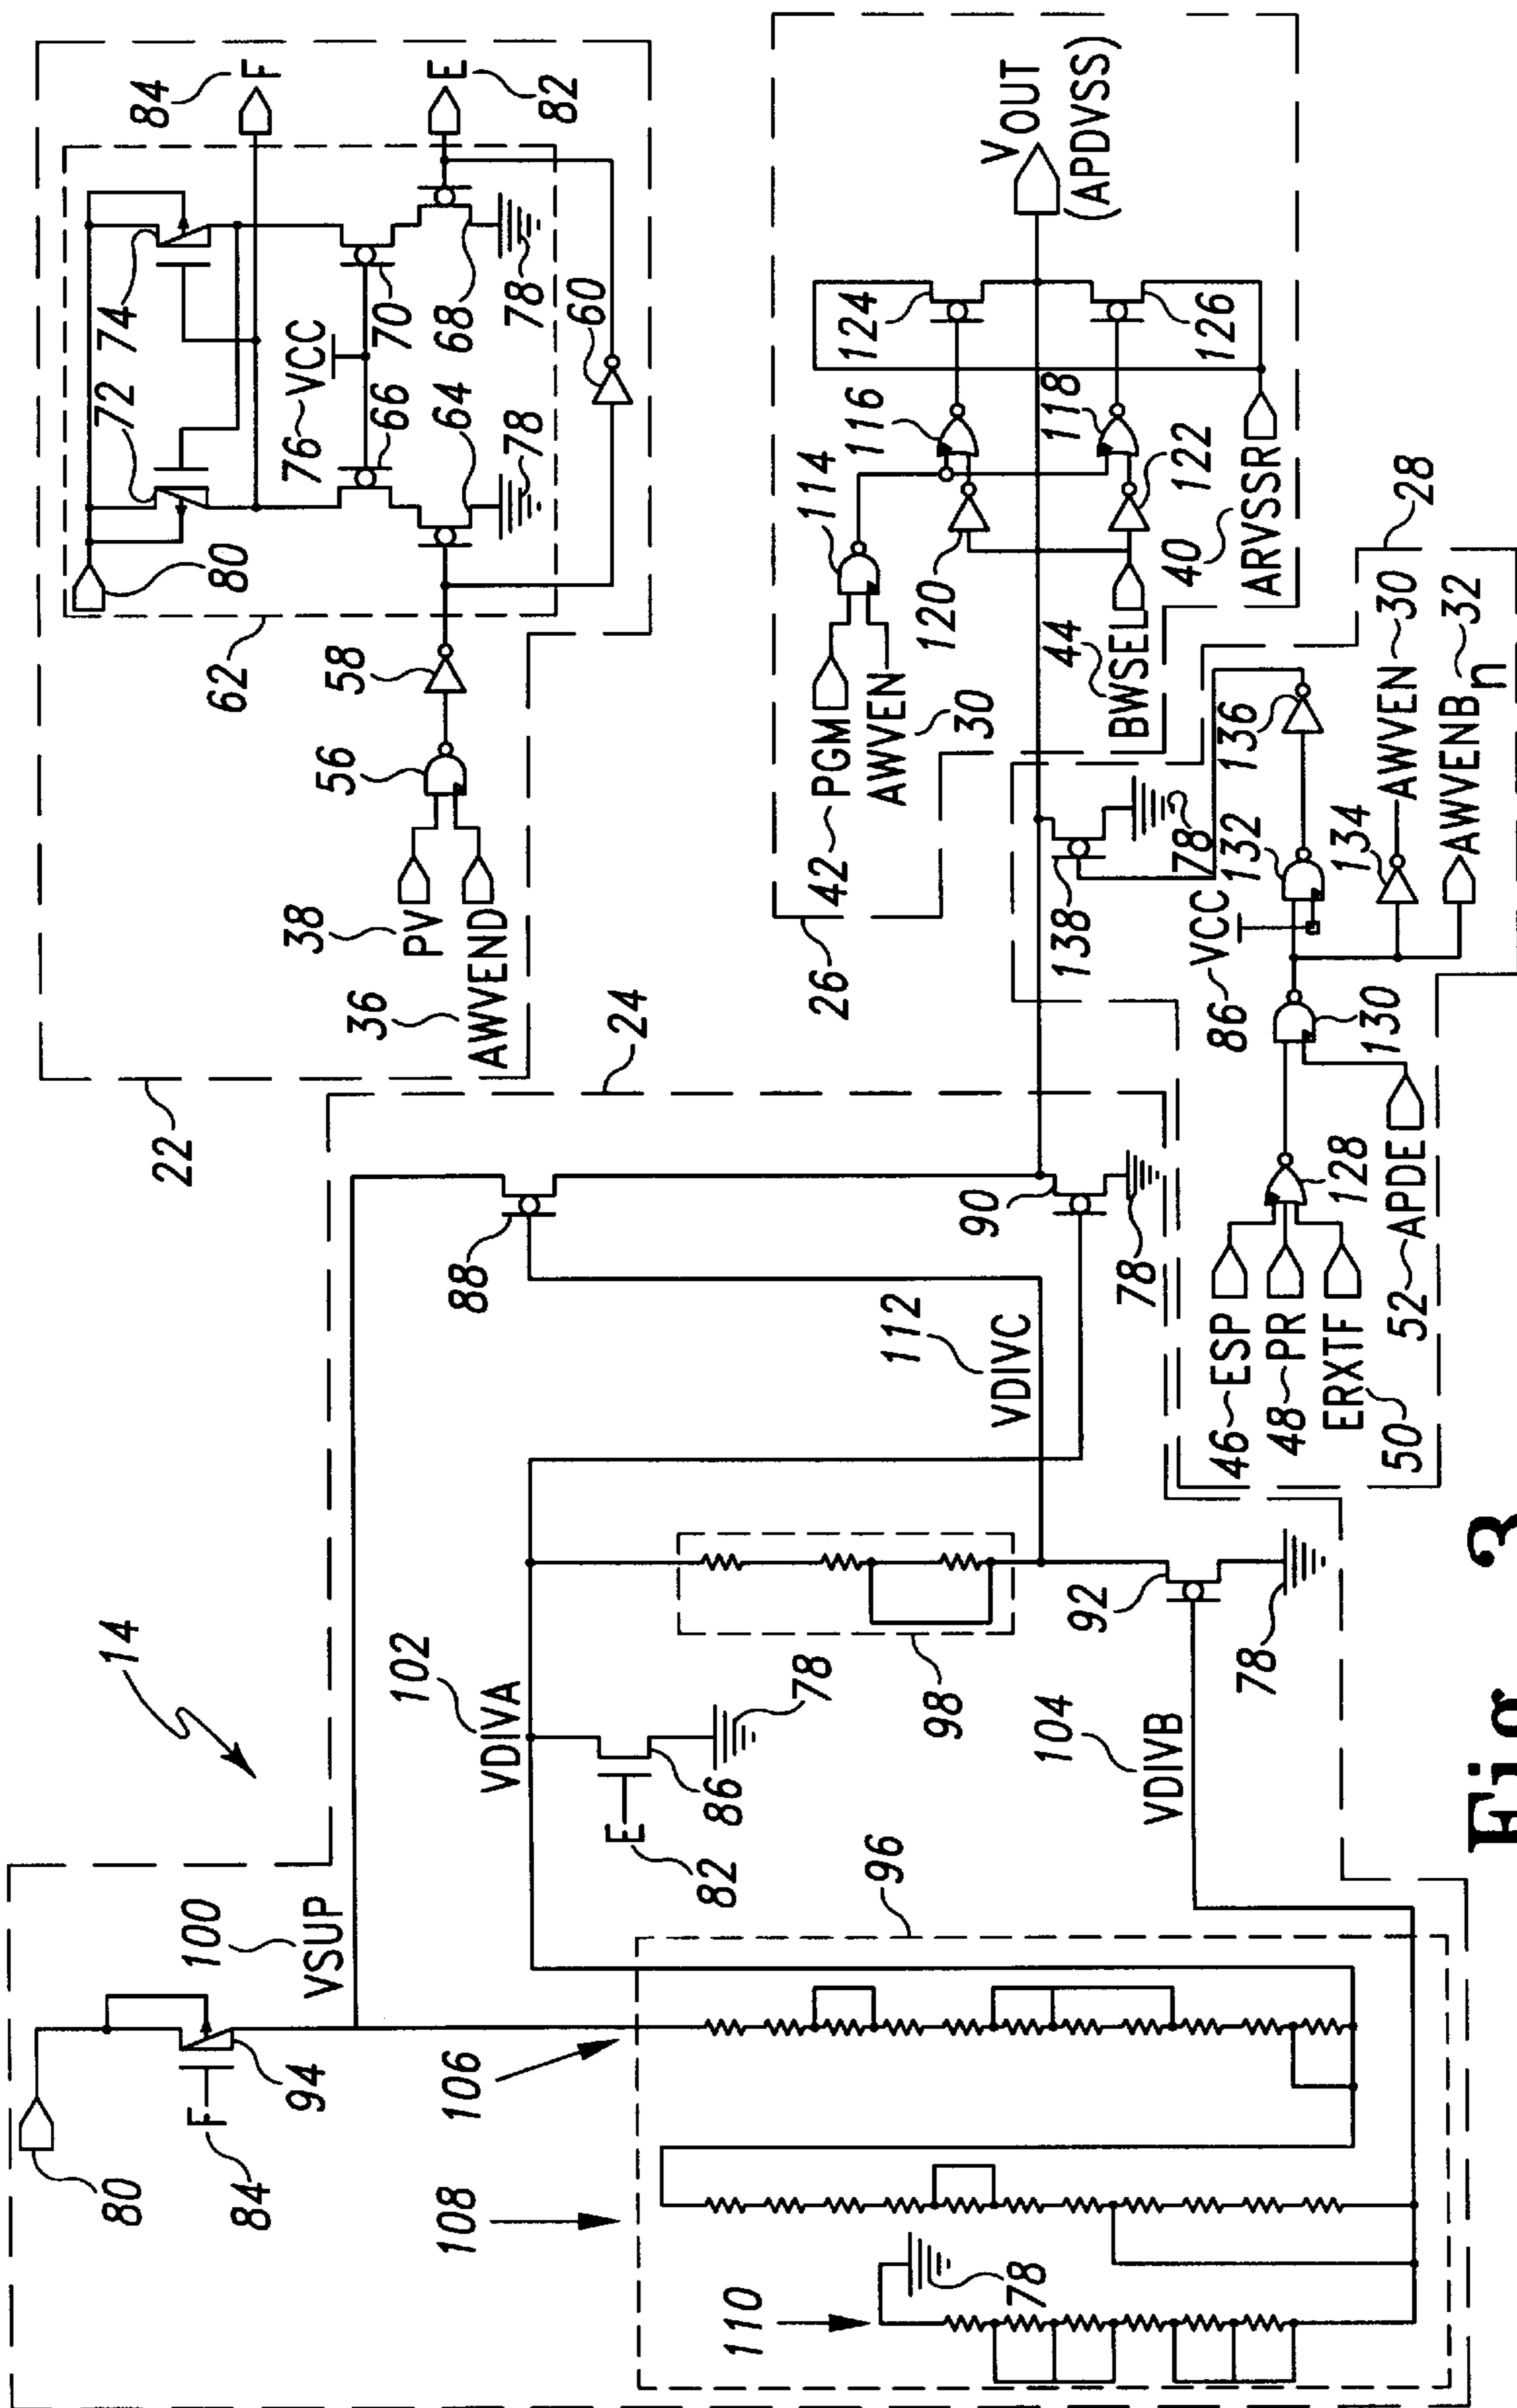 14
22
24
26
28
62
80
72
74
84
F
76
VCC
66
70
64
68
78
78
60
82
E
58
56
38
PV
36
AWVEND
80
84
F
94
100
VSUP
102
VDIVA
E
82
86
78
98
96
106
108
110
78
104
VDIVB
92
78
88
90
78
112
VDIVC
42
PGM
AWVEN
30
114
116
118
120
122
124
126
44
BWSEL
40
ARVSSR
VOUT
(APDVSS)
138
78
86
VCC
132
136
134
AWVEN
30
AWVENB
32
n
130
128
46
ESP
48
PR
ERXTF
50
52
APDE
Fig. 3